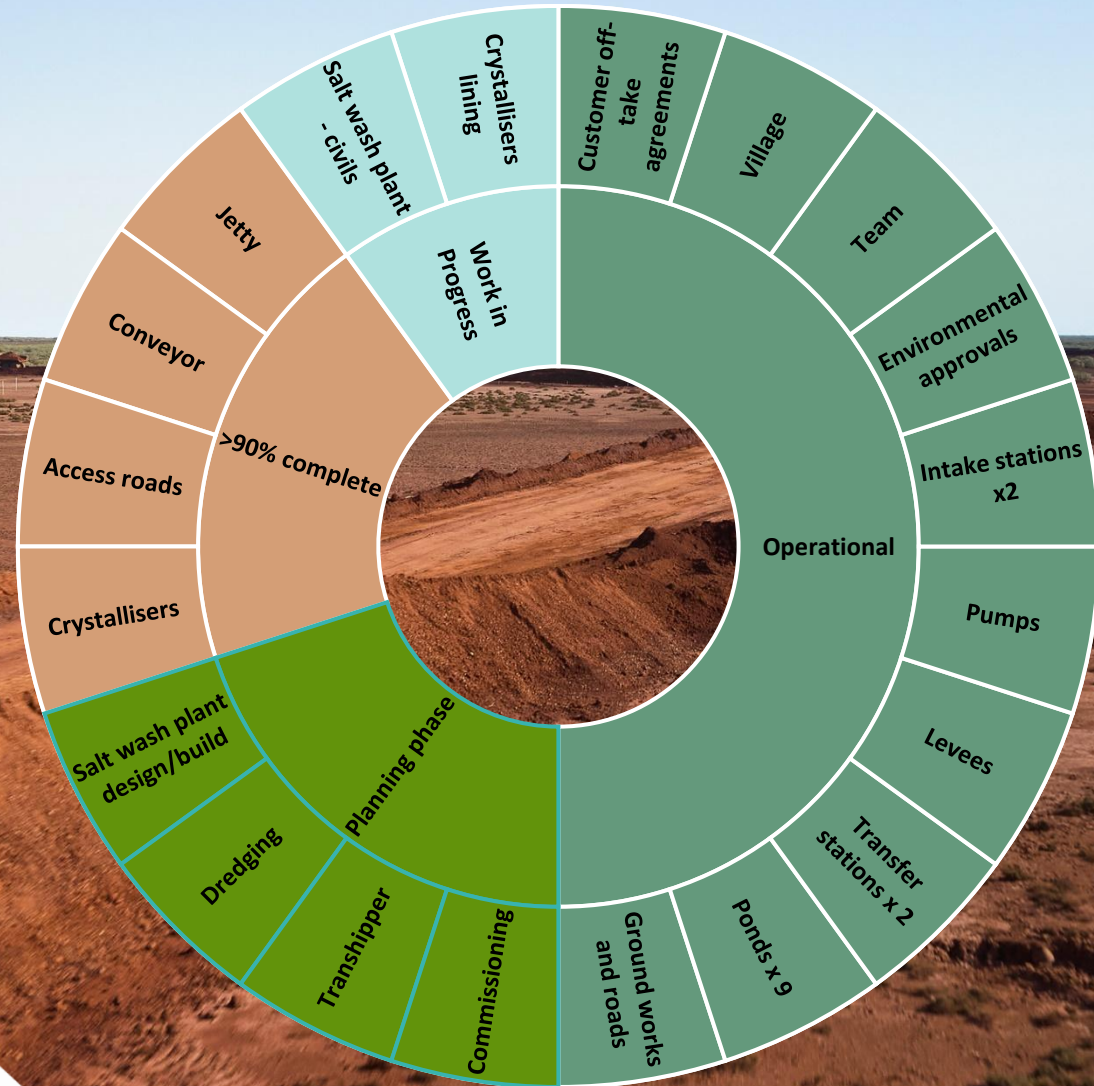 Customer off-
take
agreements
Village
Team
Environmental
approvals
Intake stations
x2
Pumps
Levees
Transfer
stations x 2
Ponds x 9
Ground works
and roads
Operational
Commissioning
Transhipper
Dredging
Salt wash plant
design/build
Planning phase
Crystallisers
Access roads
Conveyor
Jetty
>90% complete
Salt wash plant
- civils
Crystallisers
lining
Work in
Progress